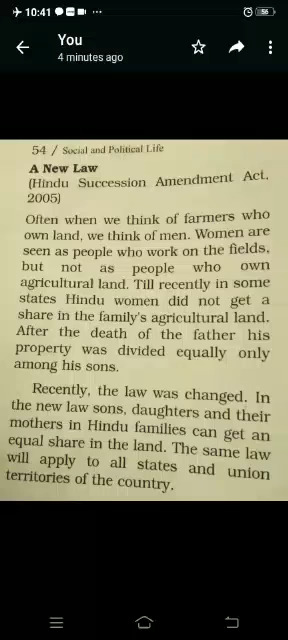 10:41
56
You
4 minutes ago
54 / Social and Political Life
A New Law
(Hindu Succession Amendment Act,
2005)
Often when we think of farmers who
own land, we think of men. Women are
seen as people who work on the fields,
but not as people who own
agricultural land. Till recently in some
states Hindu women did not get a
share in the family's agricultural land.
After the death of the father his
property was divided equally only
among his sons.
Recently, the law was changed. In
the new law sons, daughters and their
mothers in Hindu families can get an
equal share in the land. The same law
will apply to all states and union
territories of the country.